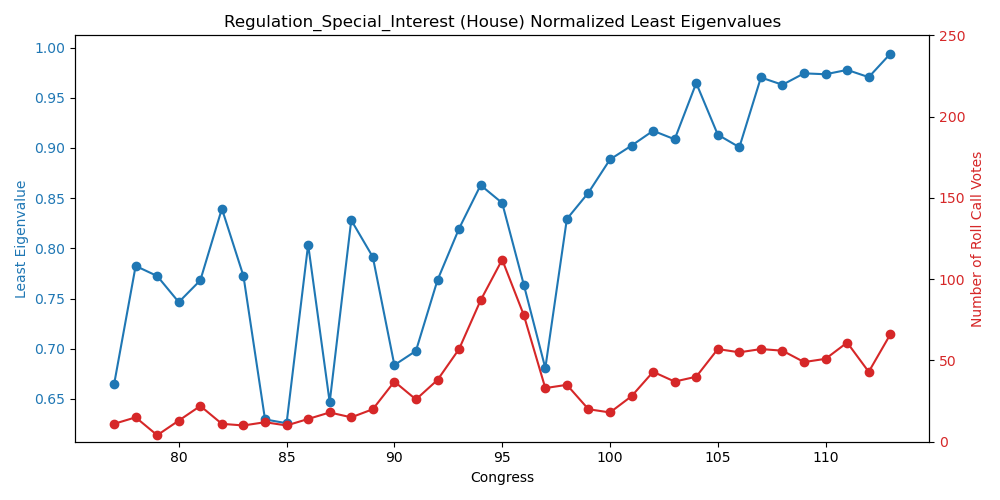 Regulation_Special_Interest (House) Normalized Least Eigenvalues
1.00
0.95
0.90
0.85
0.80
0.75
0.70
0.65
Least Eigenvalue
250
200
150
100
50
0
Number of Roll Call Votes
80 85 90 95 100 105 110
Congress